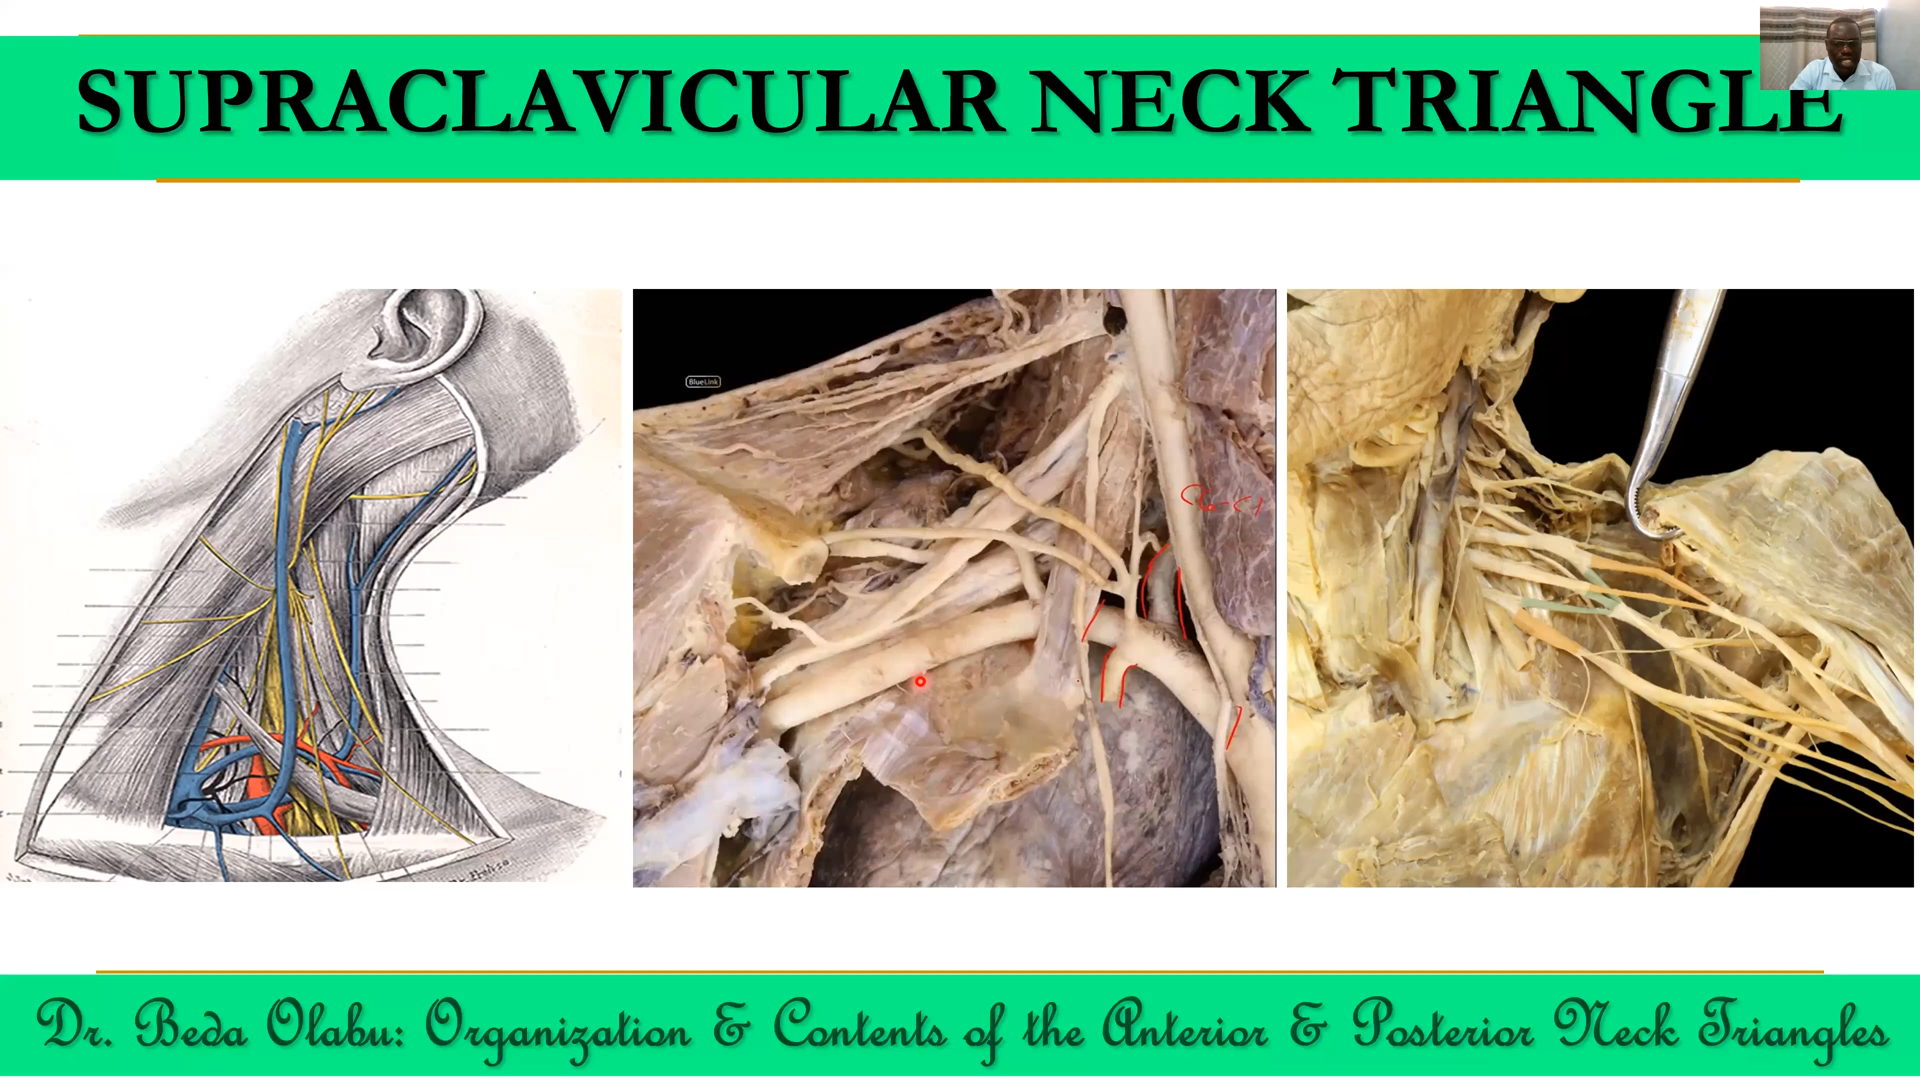 SUPRACLAVICULAR NECK TRIANGLE
BlueLink
Dr. Beda Olabu: Organization & Contents of the Anterior & Posterior Neck Triangles